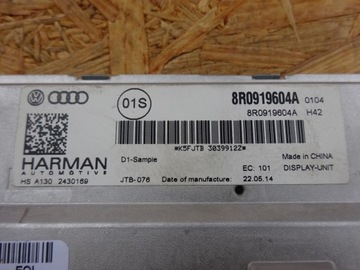 01S
8R0919604A 0104
8R0919604A H42
HARMAN
AUTOMOTIVE
HS A130 2430169
*K5FJTB 3039912Z*
D1-Sample
Made in CHINA
EC: 101 DISPLAY-UNIT
JTB-076 Date of manufacture: 22.05.14